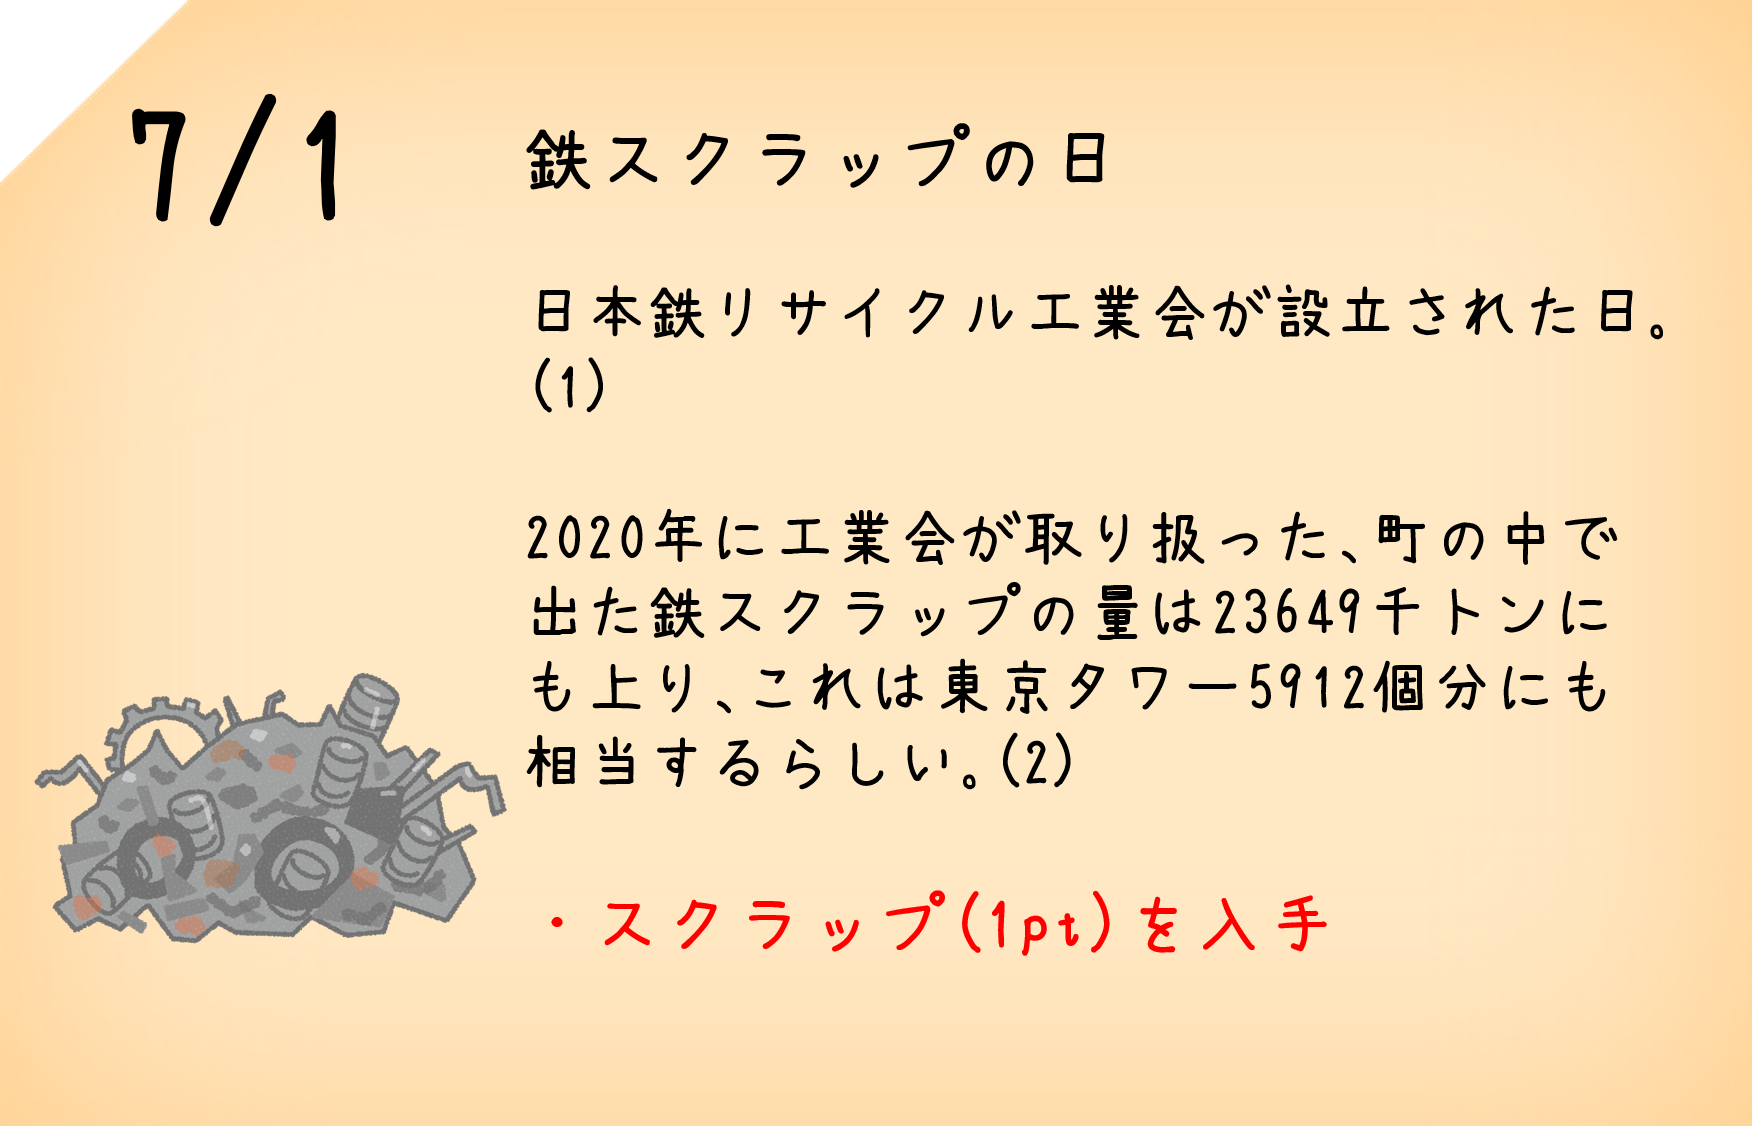 7/1
鉄スクラップの日
日本鉄リサイクル工業会が設立された日。
(1)
2020年に工業会が取り扱った、町の中で
出た鉄スクラップの量は23649千トンに
も上り、これは東京タワー5912個分にも
相当するらしい。(2)
・スクラップ(1pt)を入手